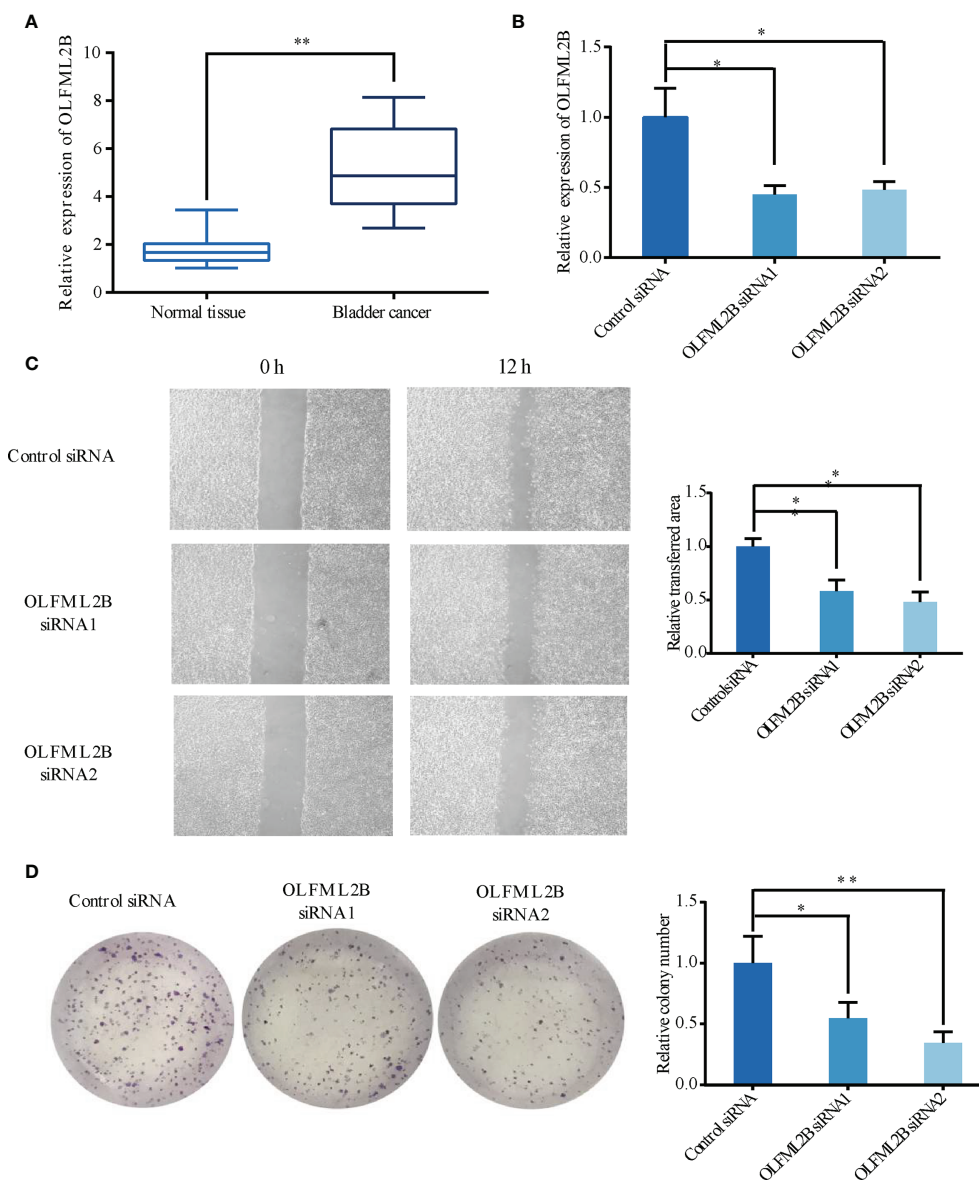 A
Relative expression of OLFML2B
10
8
6
4
2
0
**
Normal tissue
Bladder cancer
B
Relative expression of OLFML2B
1.5
1.0
0.5
0.0
*
*
Control siRNA
OLFML2B siRNA1
OLFML2B siRNA2
C
0 h
12 h
Control siRNA
OLFML2B
siRNA1
OLFML2B
siRNA2
Relative transferred area
1.5
1.0
0.5
0.0
**
**
Control siRNA
OLFML2B siRNA1
OLFML2B siRNA2
D
Control siRNA
OLFML2B
siRNA1
OLFML2B
siRNA2
Relative colony number
1.5
1.0
0.5
0.0
**
*
Control siRNA
OLFML2B siRNA1
OLFML2B siRNA2